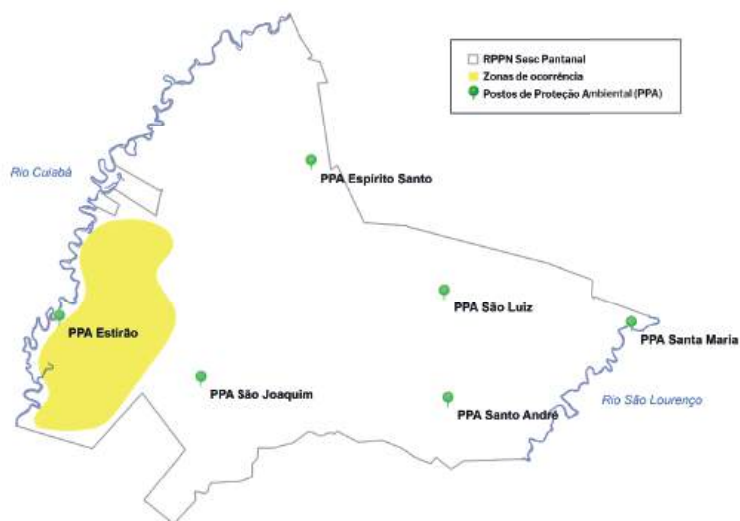 RPPN Sesc Pantanal
Zonas de ocorrência
Postos de Proteção Ambiental (PPA)
Rio Cuiabá
PPA Espírito Santo
PPA São Luiz
PPA Estirão
PPA Santa Maria
PPA São Joaquim
Rio São Lourenço
PPA Santo André